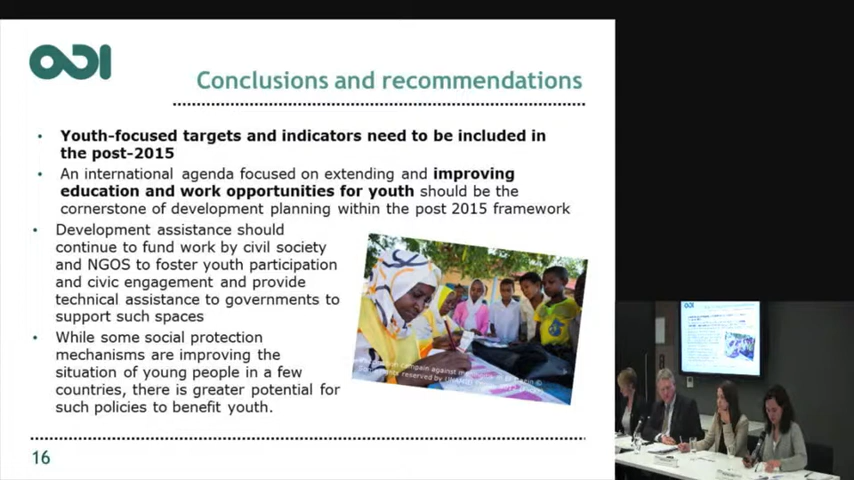 ODI
Conclusions and recommendations
• Youth-focused targets and indicators need to be included in
the post-2015
• An international agenda focused on extending and improving
education and work opportunities for youth should be the
cornerstone of development planning within the post 2015 framework
• Development assistance should
continue to fund work by civil society
and NGOS to foster youth participation
and civic engagement and provide
technical assistance to governments to
support such spaces
• While some social protection
mechanisms are improving the
situation of young people in a few
countries, there is greater potential for
such policies to benefit youth.
16